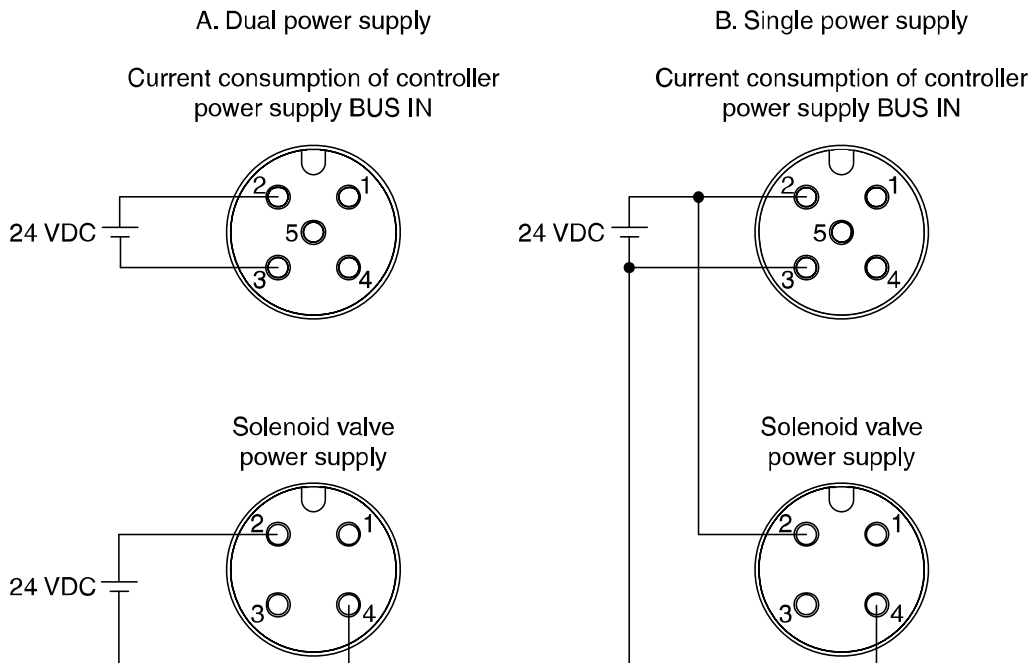 A. Dual power supply
Current consumption of controller
power supply BUS IN
2
1
24 VDC
5
3
4
Solenoid valve
power supply
2
1
24 VDC
3
4
B. Single power supply
Current consumption of controller
power supply BUS IN
2
1
24 VDC
5
3
4
Solenoid valve
power supply
2
1
3
4